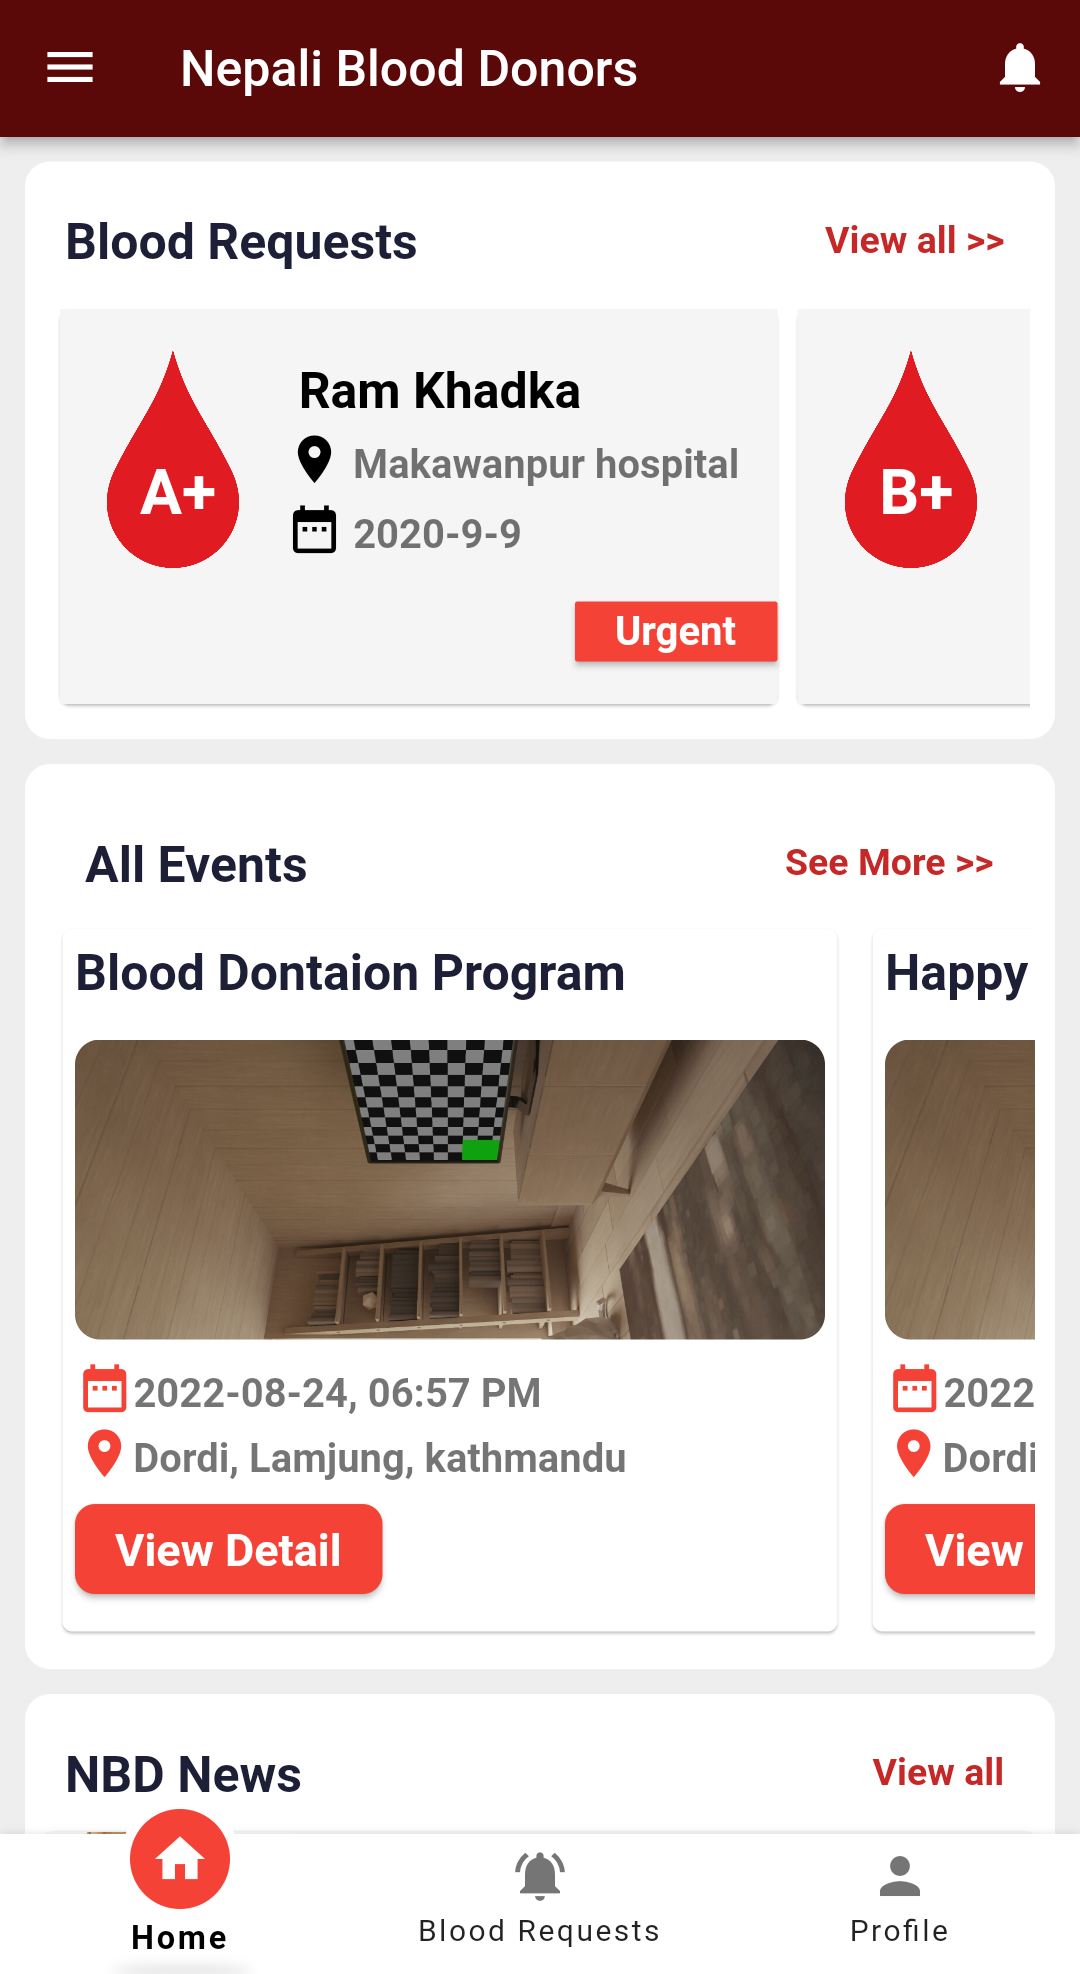 Nepali Blood Donors
Blood Requests
View all >>
A+
Ram Khadka
Makawanpur hospital
2020-9-9
Urgent
B+
All Events
See More >>
Blood Dontaion Program
2022-08-24, 06:57 PM
Dordi, Lamjung, kathmandu
View Detail
Happy
2022
Dordi
View
NBD News
View all
Home
Blood Requests
Profile